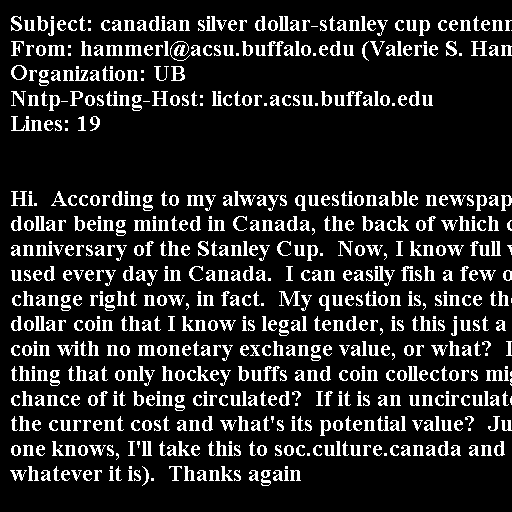 Subject: canadian silver dollar-stanley cup centenn
From: hammerl@acsu.buffalo.edu (Valerie S. Ham
Organization: UB
Nntp-Posting-Host: lictor.acsu.buffalo.edu
Lines: 19
Hi.  According to my always questionable newspap
dollar being minted in Canada, the back of which c
anniversary of the Stanley Cup.  Now, I know full v
used every day in Canada.  I can easily fish a few o
change right now, in fact.  My question is, since the
dollar coin that I know is legal tender, is this just a
coin with no monetary exchange value, or what?  I
thing that only hockey buffs and coin collectors mig
chance of it being circulated?  If it is an uncirculate
the current cost and what's its potential value?  Ju
one knows, I'll take this to soc.culture.canada and
whatever it is).  Thanks again